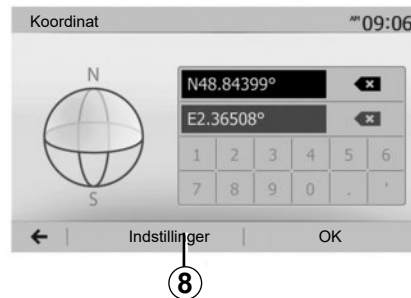 Koordinat AM 09:06
N
N48.84399°
E2.36508°
1 2 3 4 5 6
7 8 9 0 . '
S
Indstillinger OK
8